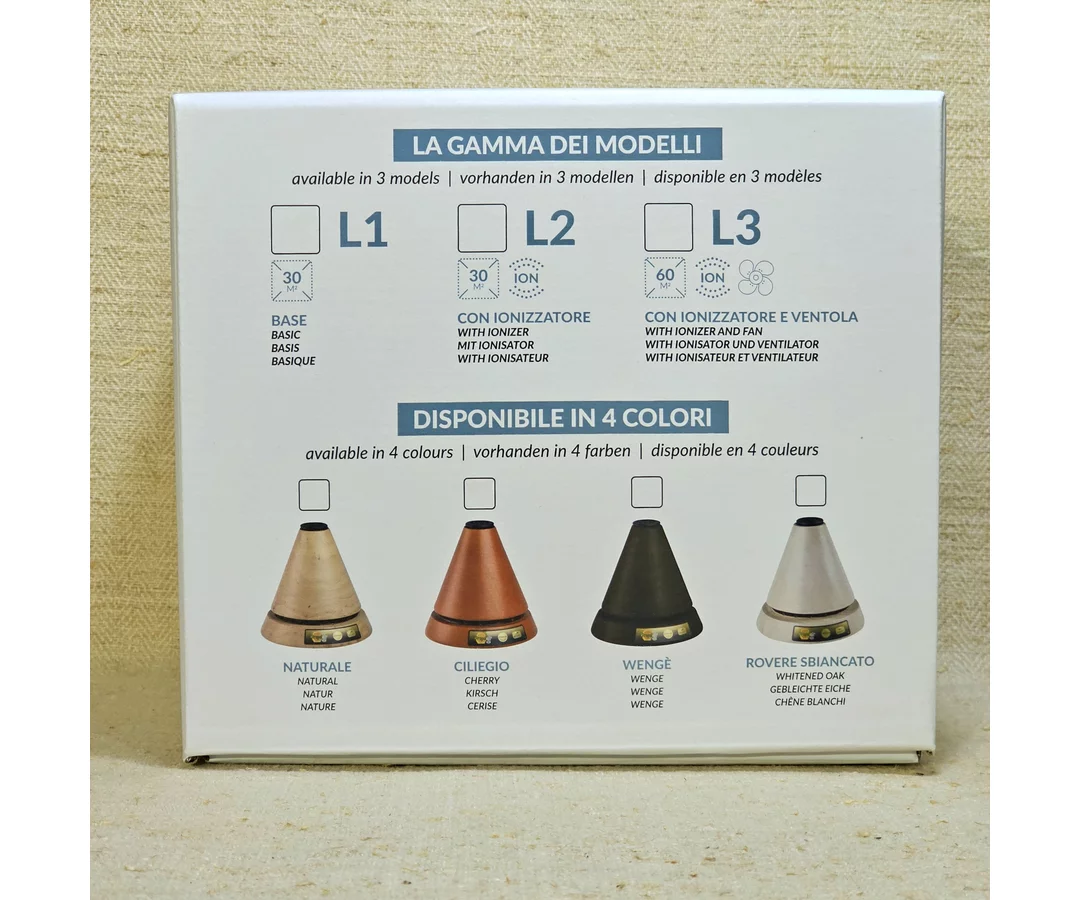 LA GAMMA DEI MODELLI
available in 3 models | vorhanden in 3 modellen | disponible en 3 modèles
L1 L2 L3
30 M² 30 M² ION 60 M² ION
BASE
BASIC
BASIS
BASIQUE
CON IONIZZATORE
WITH IONIZER
MIT IONISATOR
WITH IONISATEUR
CON IONIZZATORE E VENTOLA
WITH IONIZER AND FAN
WITH IONISATOR UND VENTILATOR
WITH IONISATEUR ET VENTILATEUR
DISPONIBILE IN 4 COLORI
available in 4 colours | vorhanden in 4 farben | disponible en 4 couleurs
NATURALE
NATURAL
NATUR
NATURE
CILIEGIO
CHERRY
KIRSCH
CERISE
WENGÈ
WENGE
WENGE
WENGE
ROVERE SBIANCATO
WHITENED OAK
GEBLEICHTE EICHE
CHÊNE BLANCHI